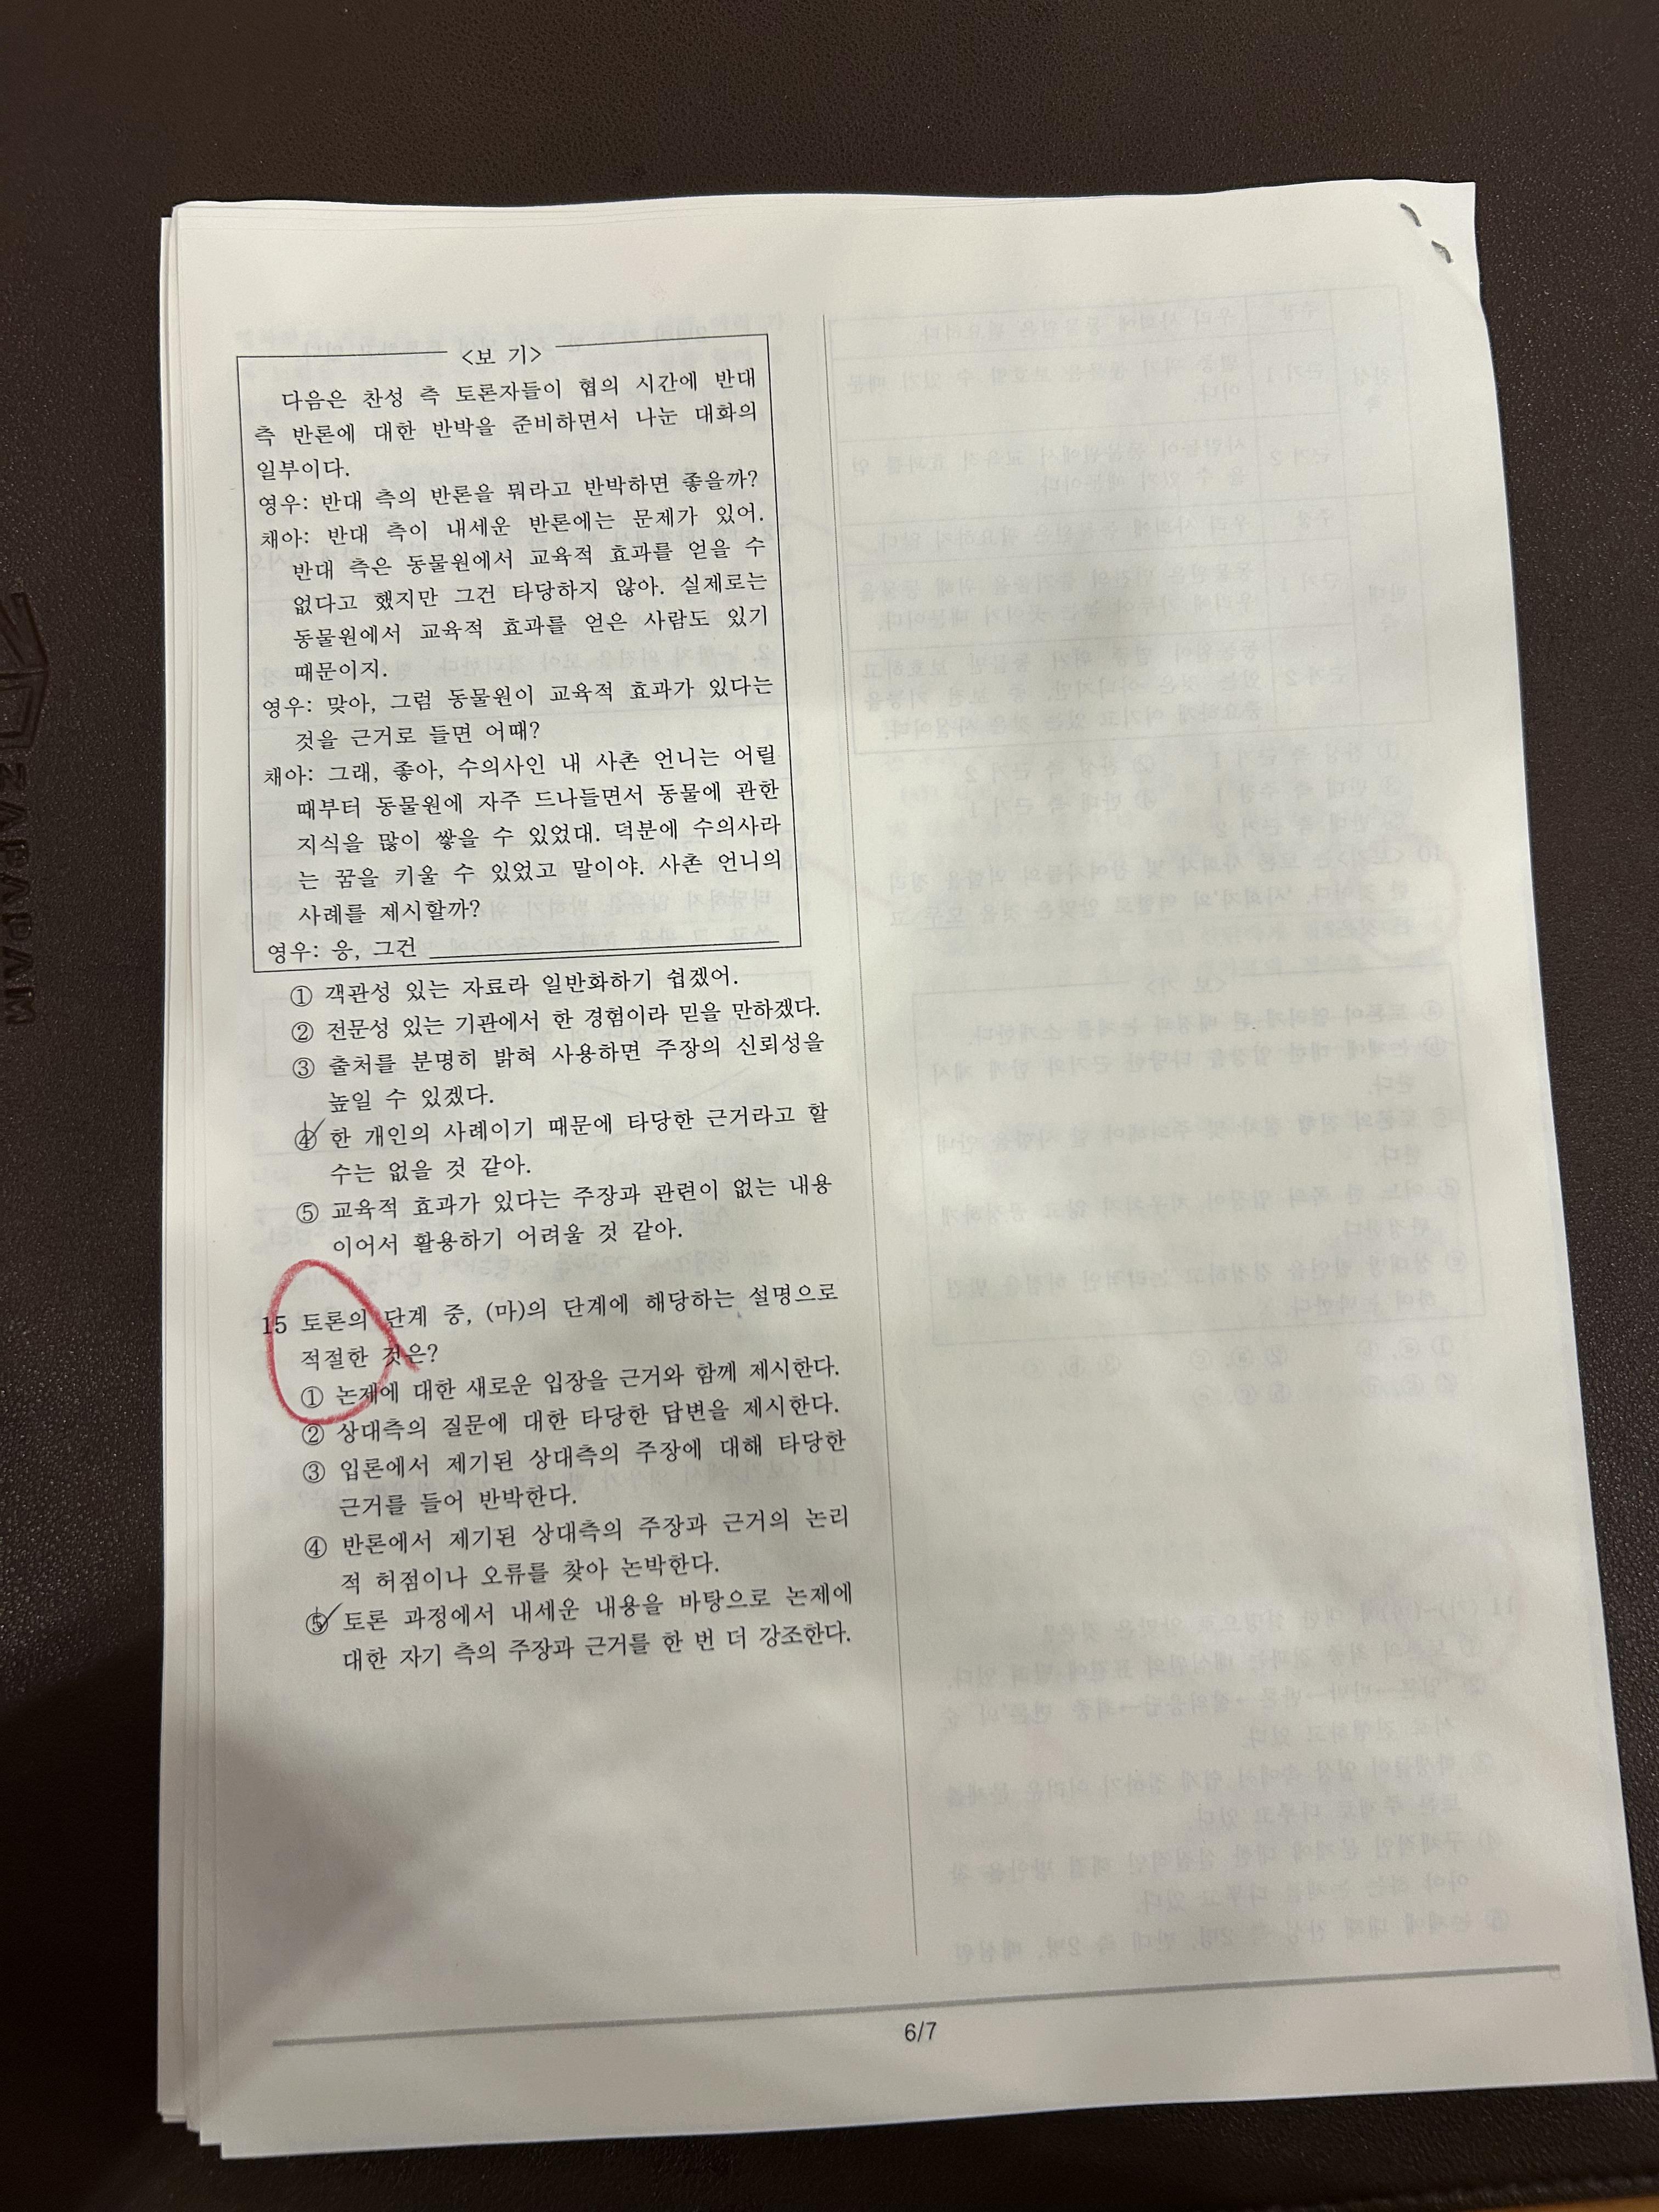 <보 기>
다음은 찬성 측 토론자들이 협의 시간에 반대
측 반론에 대한 반박을 준비하면서 나눈 대화의
일부이다.
영우: 반대 측의 반론을 뭐라고 반박하면 좋을까?
채아: 반대 측이 내세운 반론에는 문제가 있어.
반대 측은 동물원에서 교육적 효과를 얻을 수
없다고 했지만 그건 타당하지 않아. 실제로는
동물원에서 교육적 효과를 얻은 사람도 있기
때문이지.
영우: 맞아, 그럼 동물원이 교육적 효과가 있다는
것을 근거로 들면 어때?
채아: 그래, 좋아, 수의사인 내 사촌 언니는 어릴
때부터 동물원에 자주 드나들면서 동물에 관한
지식을 많이 쌓을 수 있었대. 덕분에 수의사라
는 꿈을 키울 수 있었고 말이야. 사촌 언니의
사례를 제시할까?
영우: 응, 그건
① 객관성 있는 자료라 일반화하기 쉽겠어.
② 전문성 있는 기관에서 한 경험이라 믿을 만하겠다.
③ 출처를 분명히 밝혀 사용하면 주장의 신뢰성을
높일 수 있겠다.
④ 한 개인의 사례이기 때문에 타당한 근거라고 할
수는 없을 것 같아.
⑤ 교육적 효과가 있다는 주장과 관련이 없는 내용
이어서 활용하기 어려울 것 같아.
15 토론의 단계 중, (마)의 단계에 해당하는 설명으로
적절한 것은?
① 논제에 대한 새로운 입장을 근거와 함께 제시한다.
② 상대측의 질문에 대한 타당한 답변을 제시한다.
③ 입론에서 제기된 상대측의 주장에 대해 타당한
근거를 들어 반박한다.
④ 반론에서 제기된 상대측의 주장과 근거의 논리
적 허점이나 오류를 찾아 논박한다.
⑤ 토론 과정에서 내세운 내용을 바탕으로 논제에
대한 자기 측의 주장과 근거를 한 번 더 강조한다.
6/7